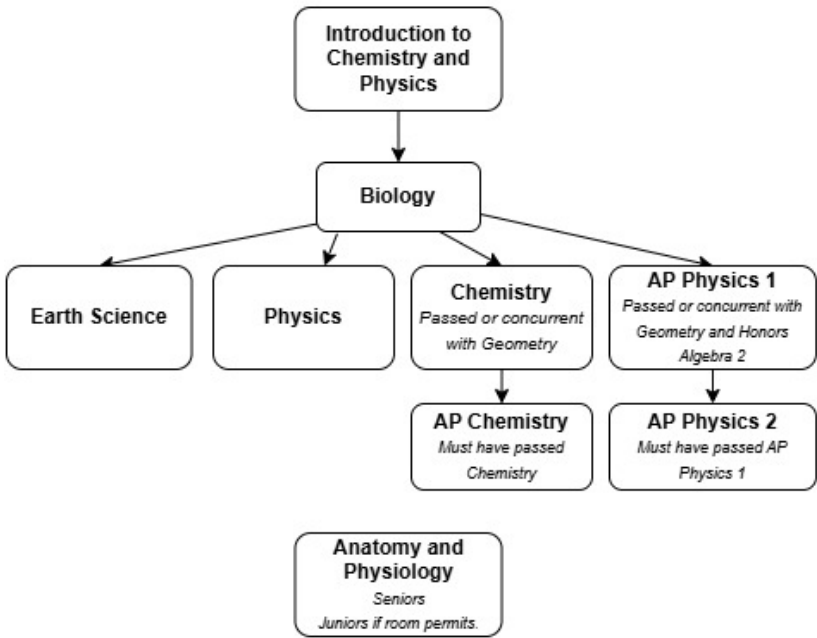 Introduction to
Chemistry and
Physics
Biology
Earth Science
Physics
Chemistry
Passed or concurrent
with Geometry
AP Physics 1
Passed or concurrent with
Geometry and Honors
Algebra 2
AP Chemistry
Must have passed
Chemistry
AP Physics 2
Must have passed AP
Physics 1
Anatomy and
Physiology
Seniors
Juniors if room permits.